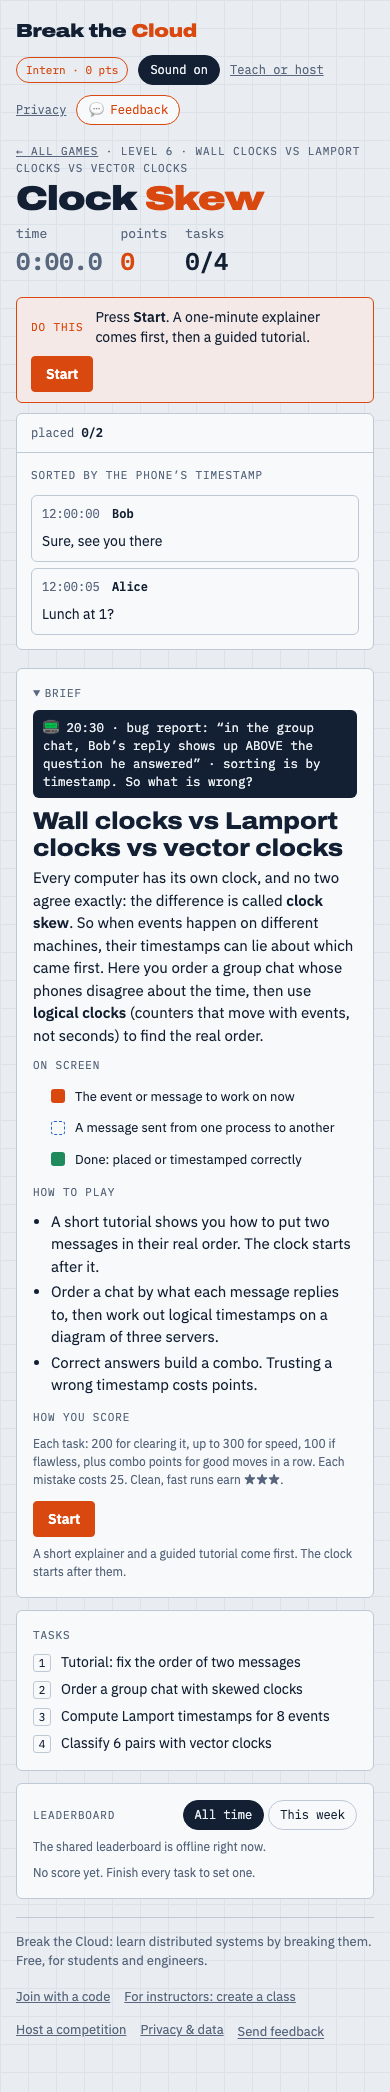 Break the Cloud
Intern · 0 pts
Sound on
Teach or host
Privacy
💬 Feedback
← ALL GAMES · LEVEL 6 · WALL CLOCKS VS LAMPORT
CLOCKS VS VECTOR CLOCKS
Clock Skew
time points tasks
0:00.0 0 0/4
DO THIS
Press Start. A one-minute explainer
comes first, then a guided tutorial.
Start
placed 0/2
SORTED BY THE PHONE'S TIMESTAMP
12:00:00 Bob
Sure, see you there
12:00:05 Alice
Lunch at 1?
▼ BRIEF
📟 20:30 · bug report: “in the group
chat, Bob’s reply shows up ABOVE the
question he answered” · sorting is by
timestamp. So what is wrong?
Wall clocks vs Lamport
clocks vs vector clocks
Every computer has its own clock, and no two
agree exactly: the difference is called clock
skew. So when events happen on different
machines, their timestamps can lie about which
came first. Here you order a group chat whose
phones disagree about the time, then use
logical clocks (counters that move with events,
not seconds) to find the real order.
ON SCREEN
The event or message to work on now
A message sent from one process to another
Done: placed or timestamped correctly
HOW TO PLAY
• A short tutorial shows you how to put two
messages in their real order. The clock starts
after it.
• Order a chat by what each message replies
to, then work out logical timestamps on a
diagram of three servers.
• Correct answers build a combo. Trusting a
wrong timestamp costs points.
HOW YOU SCORE
Each task: 200 for clearing it, up to 300 for speed, 100 if
flawless, plus combo points for good moves in a row. Each
mistake costs 25. Clean, fast runs earn ★★★.
Start
A short explainer and a guided tutorial come first. The clock
starts after them.
TASKS
1 Tutorial: fix the order of two messages
2 Order a group chat with skewed clocks
3 Compute Lamport timestamps for 8 events
4 Classify 6 pairs with vector clocks
LEADERBOARD
All time
This week
The shared leaderboard is offline right now.
No score yet. Finish every task to set one.
Break the Cloud: learn distributed systems by breaking them.
Free, for students and engineers.
Join with a code
For instructors: create a class
Host a competition
Privacy & data
Send feedback